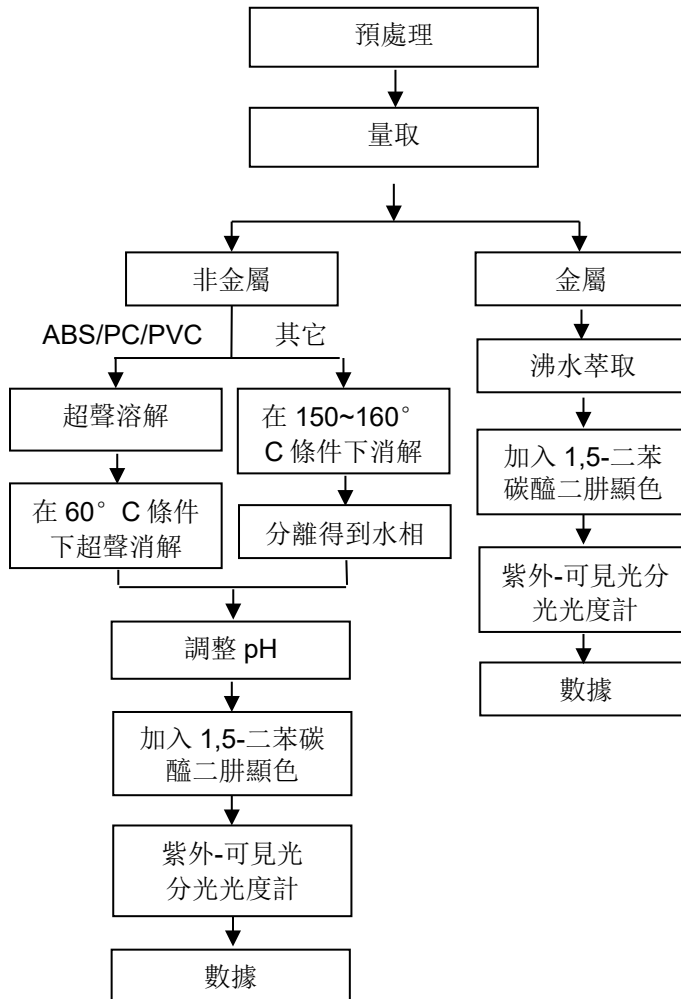 預處理
量取
非金屬
金屬
ABS/PC/PVC
其它
超聲溶解
在 150~160°
C 條件下消解
在 60° C 條件
下超聲消解
分離得到水相
調整 pH
加入 1,5-二苯碳
醯二肼顯色
紫外-可見光
分光光度計
數據
沸水萃取
加入 1,5-二苯
碳醯二肼顯色
紫外-可見光分
光光度計
數據